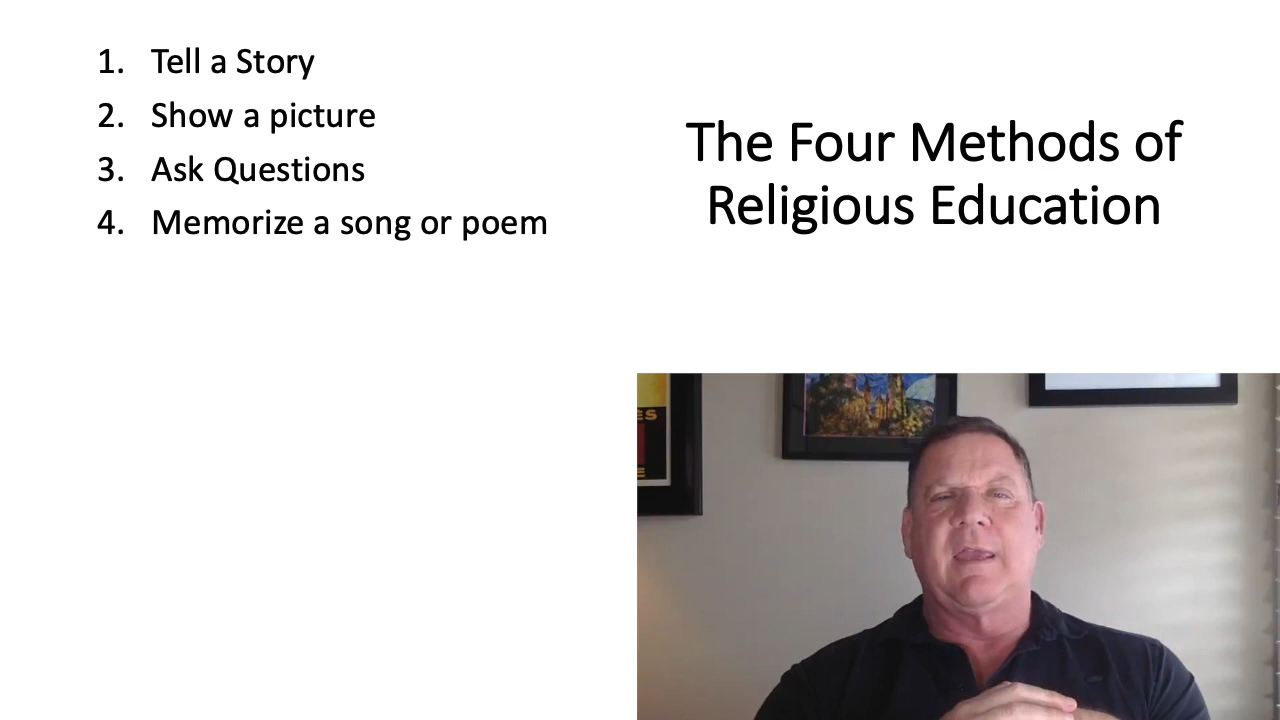 1. Tell a Story
2. Show a picture
3. Ask Questions
4. Memorize a song or poem
The Four Methods of
Religious Education